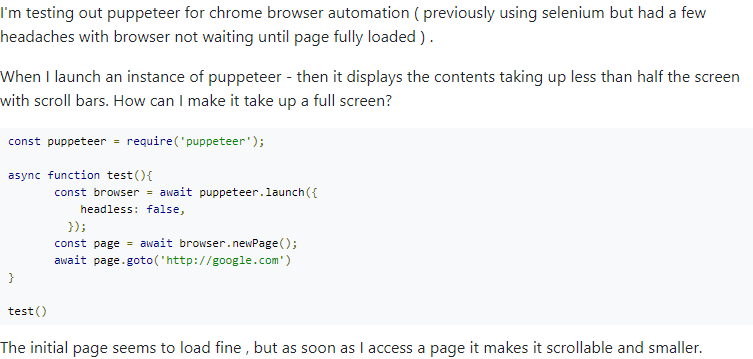 I'm testing out puppeteer for chrome browser automation ( previously using selenium but had a few
headaches with browser not waiting until page fully loaded ) .
When I launch an instance of puppeteer - then it displays the contents taking up less than half the screen
with scroll bars. How can I make it take up a full screen?
const puppeteer = require('puppeteer');
async function test(){
const browser = await puppeteer.launch({
headless: false,
});
const page = await browser.newPage();
await page.goto('http://google.com')
}
test()
The initial page seems to load fine , but as soon as I access a page it makes it scrollable and smaller.